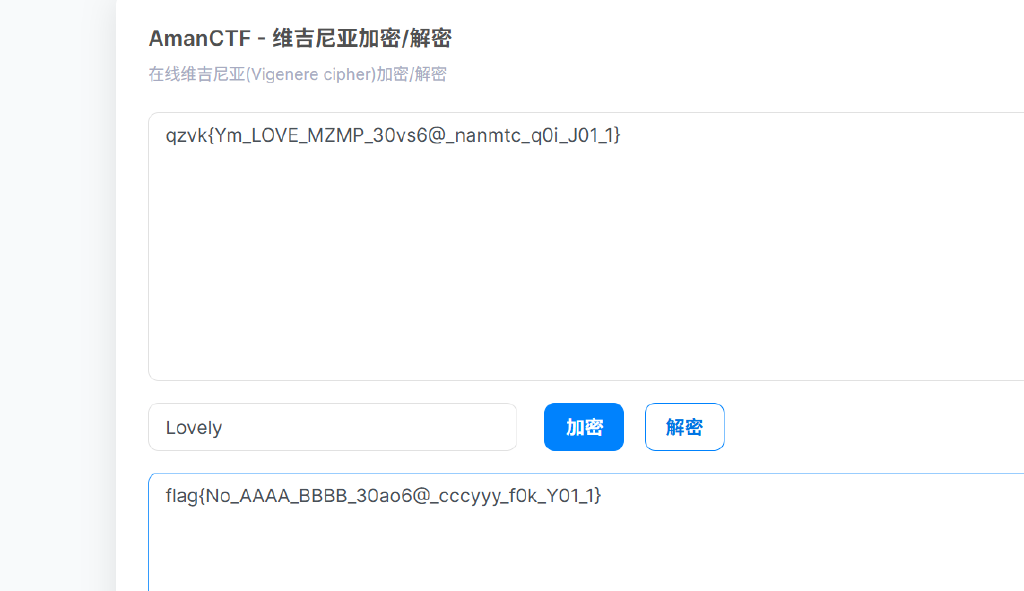 AmanCTF - 维吉尼亚加密/解密
在线维吉尼亚(Vigenere cipher)加密/解密
qzvk{Ym_LOVE_MZMP_30vs6@_nanmtc_q0i_J01_1}
Lovely 加密 解密
flag{No_AAAA_BBBB_30ao6@_cccyyy_f0k_Y01_1}